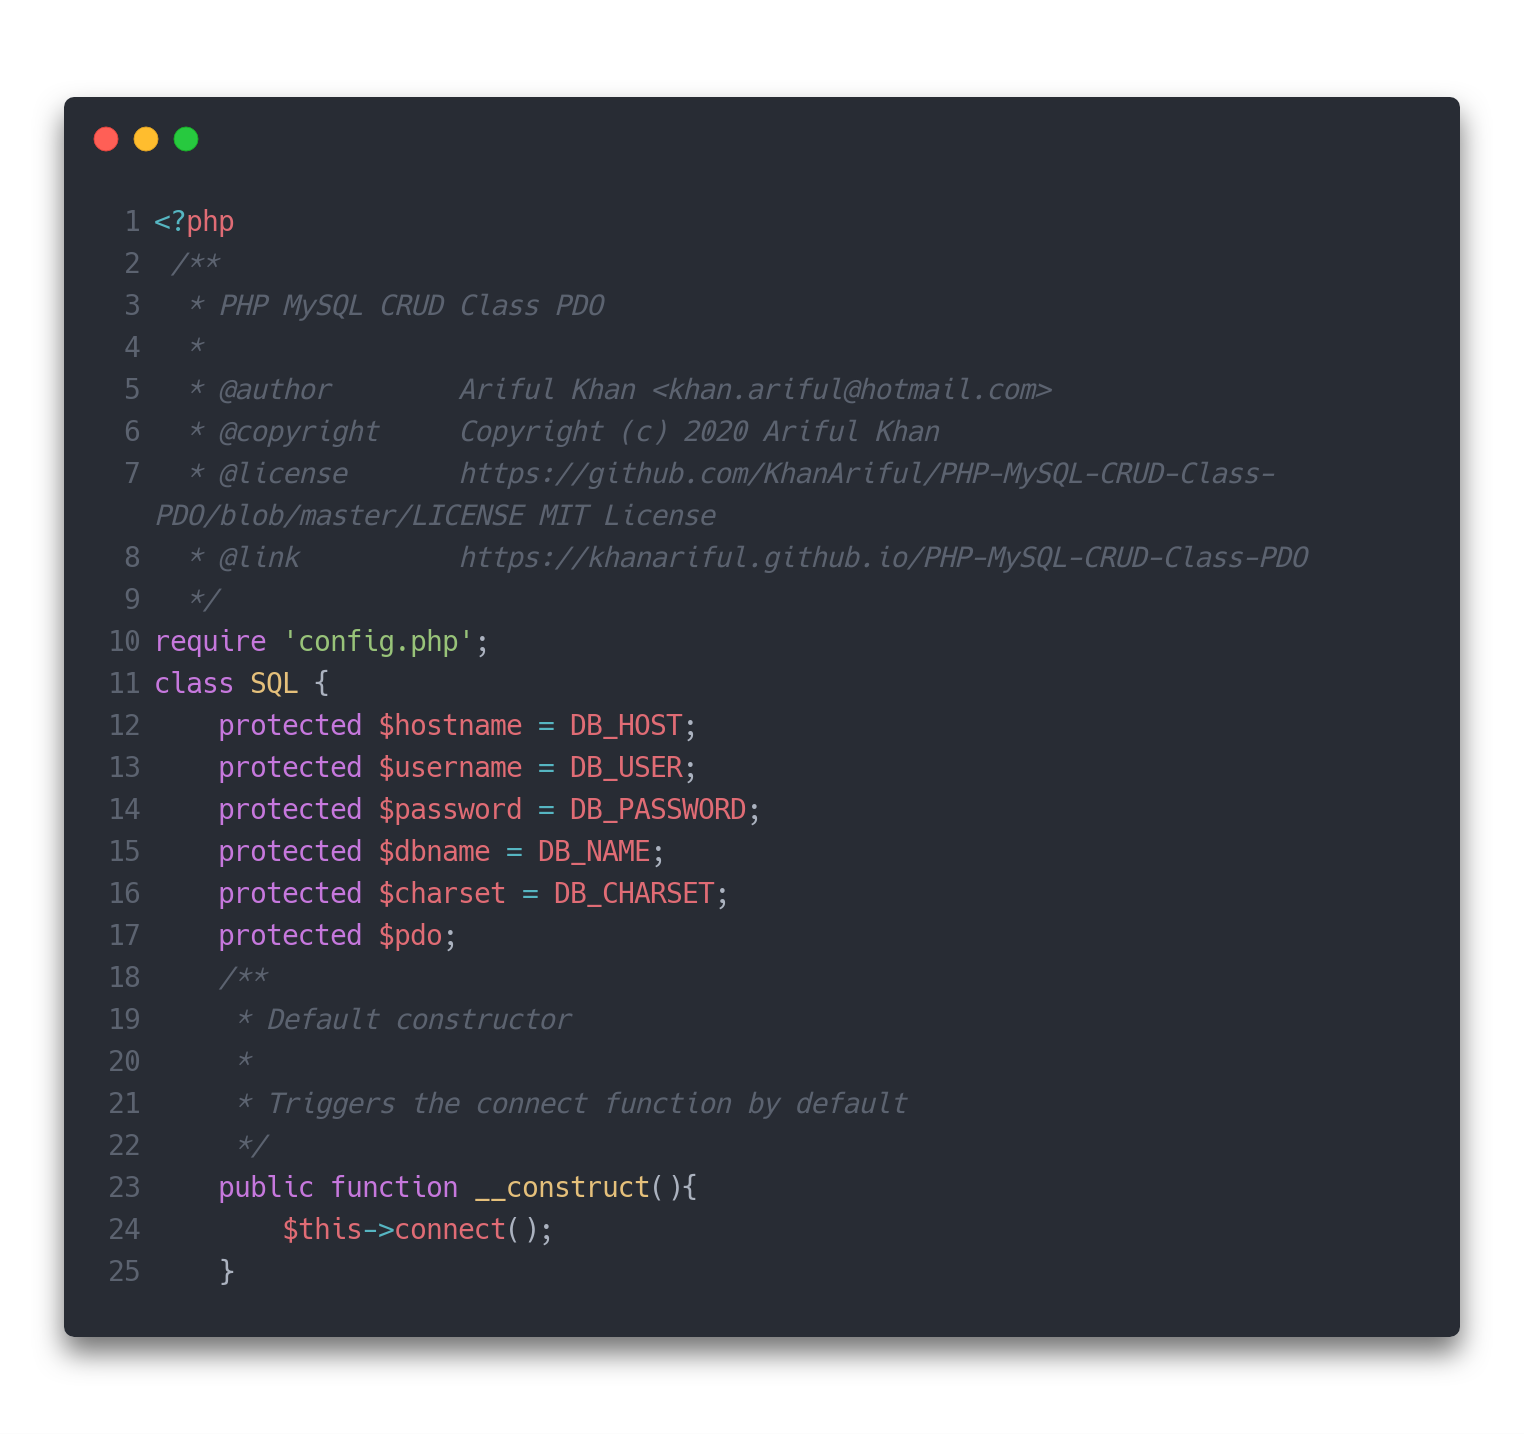 1 <?php
2  /**
3   * PHP MySQL CRUD Class PDO
4   *
5   * @author        Ariful Khan <khan.ariful@hotmail.com>
6   * @copyright     Copyright (c) 2020 Ariful Khan
7   * @license       https://github.com/KhanAriful/PHP-MySQL-CRUD-Class-
PDO/blob/master/LICENSE MIT License
8   * @link          https://khanariful.github.io/PHP-MySQL-CRUD-Class-PDO
9   */
10 require 'config.php';
11 class SQL {
12     protected $hostname = DB_HOST;
13     protected $username = DB_USER;
14     protected $password = DB_PASSWORD;
15     protected $dbname = DB_NAME;
16     protected $charset = DB_CHARSET;
17     protected $pdo;
18     /**
19      * Default constructor
20      *
21      * Triggers the connect function by default
22      */
23     public function __construct(){
24         $this->connect();
25     }